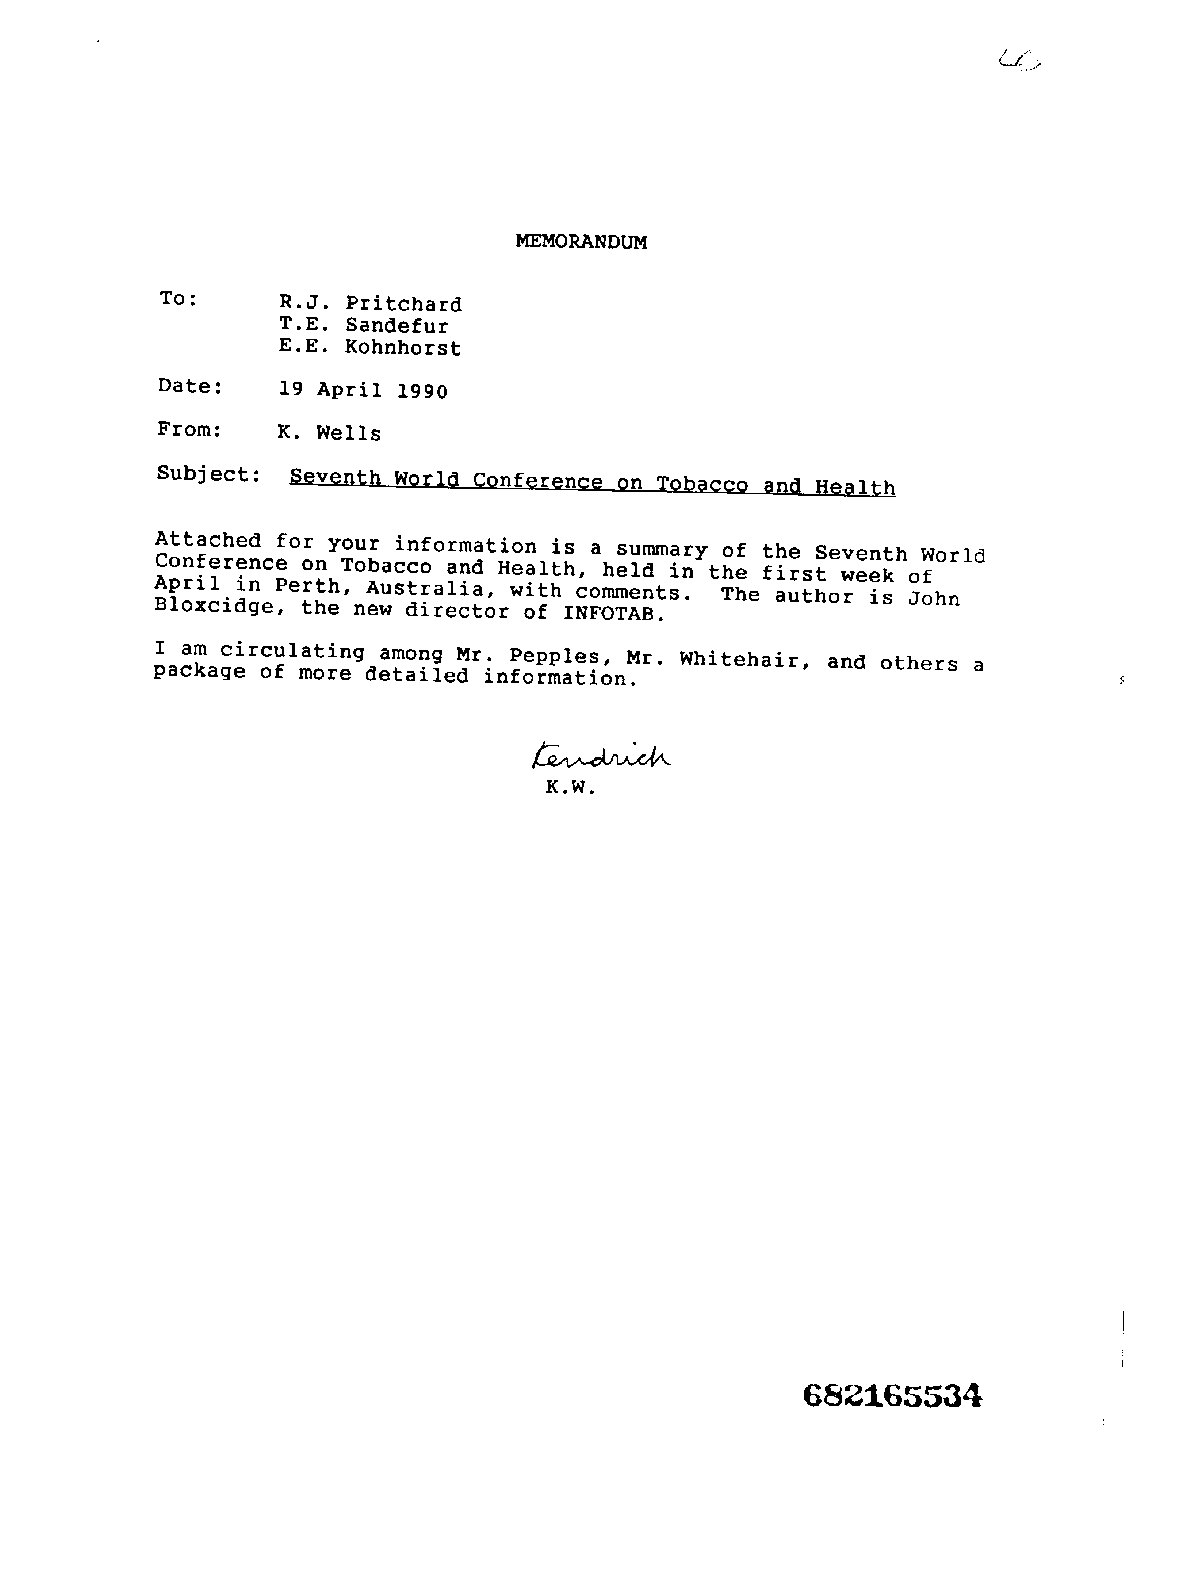 MEMORANDUM
To: R.J. Pritchard
T.E. Sandefur
E.E. Kohnhorst
Date: 19 April 1990
From: K. Wells
Subject: Seventh World Conference on Tobacco and Health
Attached for your information is a summary of the Seventh World
Conference on Tobacco and Health, held in the first week of
April in Perth, Australia, with comments. The author is John
Bloxcidge, the new director of INFOTAB.
I am circulating among Mr. Pepples, Mr. Whitehair, and others a
package of more detailed information.
Kendrick
K.W.
682165534